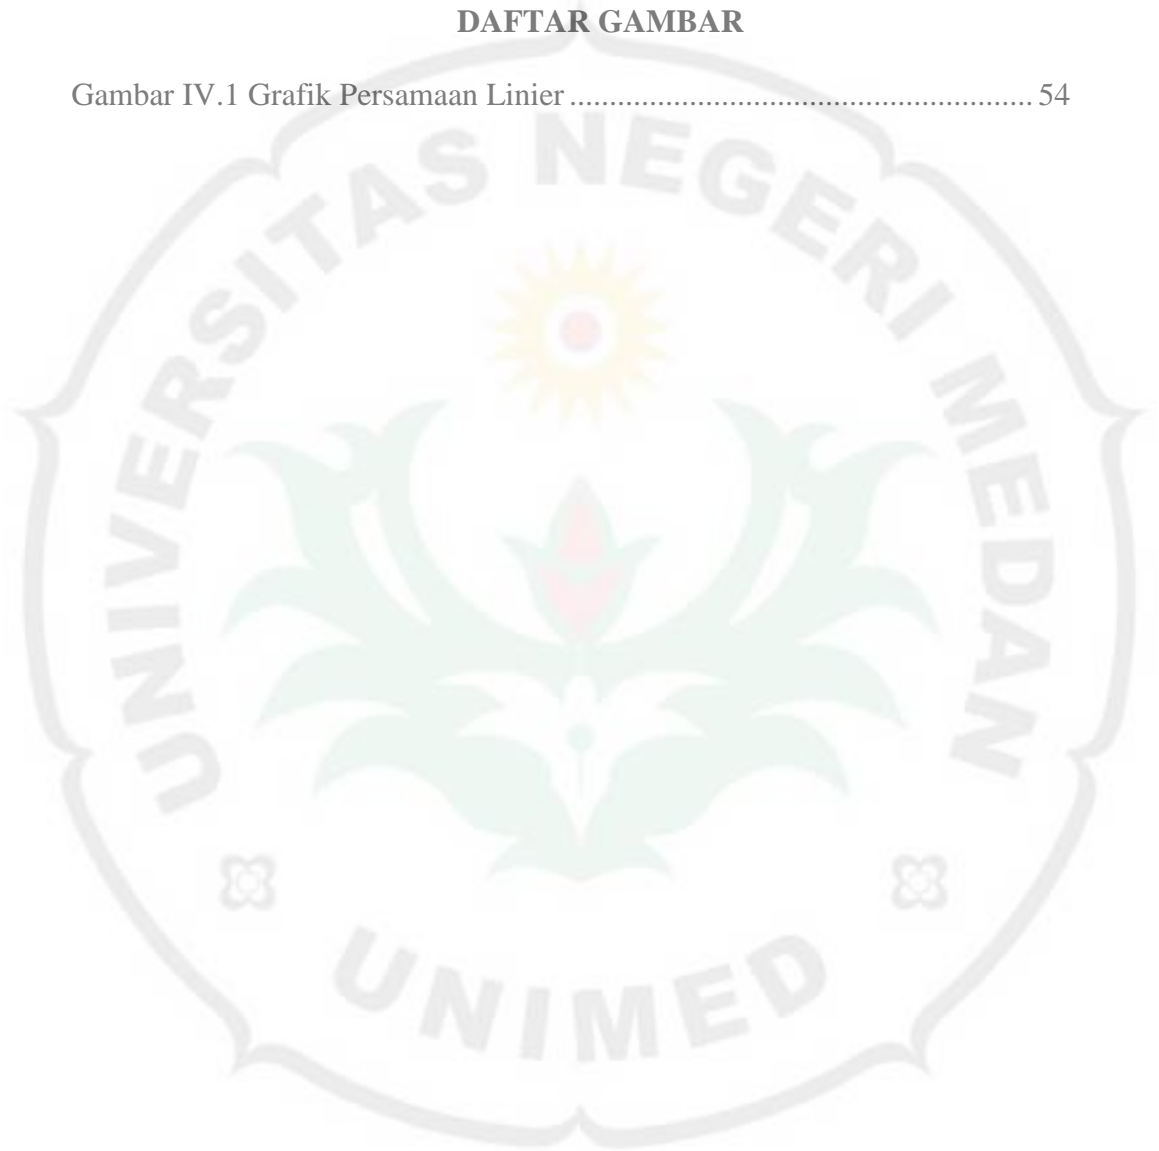 DAFTAR GAMBAR
Gambar IV.1 Grafik Persamaan Linier .......................................................... 54
UNIVERSITAS NEGERI MEDAN
UNIMED